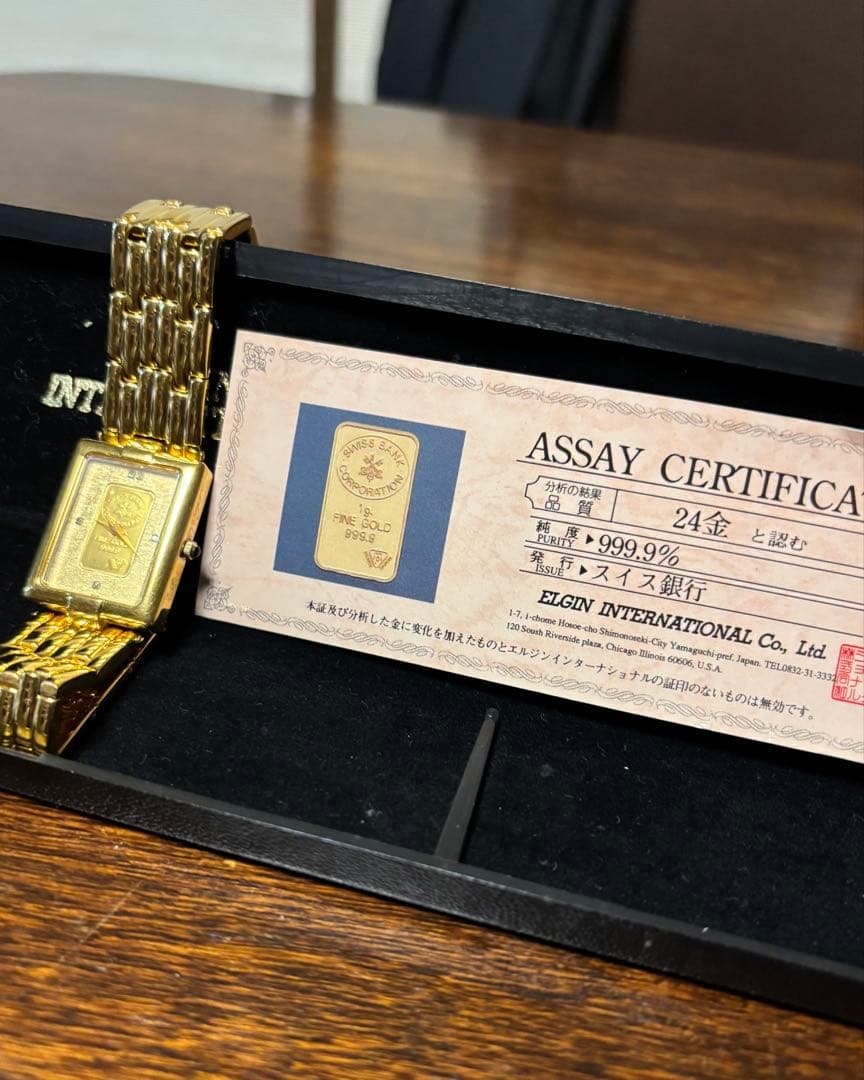 INT
ASSAY CERTIFICA
分析の結果
品質
24金 と認む
純度
PURITY
▶999.9%
発行
ISSUE
▶スイス銀行
ELGIN INTERNATIONAL Co., Ltd.
1-7, 1-chome Hosoe-cho Shimonoseki-City Yamaguchi-pref. Japan. TEL0832-31-3332
120 Soush Riverside plaza, Chicago Illinois 60606, U.S.A.
本証及び分析した金に変化を加えたものとエルジンインターナショナルの証印のないものは無効です。
SWISS BANK
CORPORATION
1g.
FINE GOLD
999.9